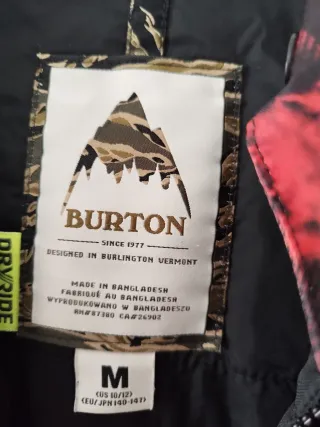 BURTON
SINCE 1977
DESIGNED IN BURLINGTON VERMONT
MADE IN BANGLADESH
FABRIQUÉ AU BANGLADESH
WYPRODUKOWANO W BANGLADESZU
RN#87380 CA#26902
DRYRIDE
M
(US 10/12)
(EU/JPN 140-147)